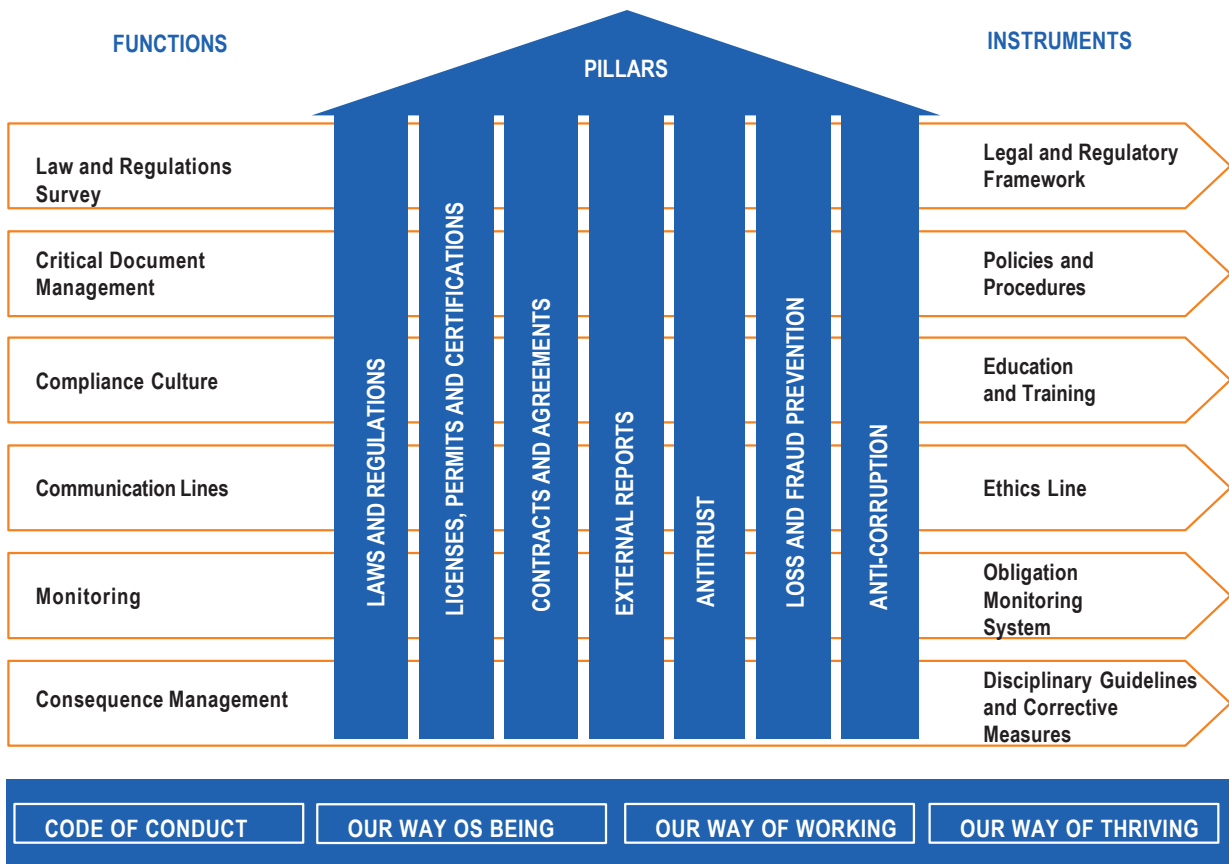 FUNCTIONS
PILLARS
INSTRUMENTS
Law and Regulations
Survey
Legal and Regulatory
Framework
Critical Document
Management
Policies and
Procedures
Compliance Culture
Education
and Training
Communication Lines
Ethics Line
Monitoring
Obligation
Monitoring
System
Consequence Management
Disciplinary Guidelines
and Corrective
Measures
LAWS AND REGULATIONS
LICENSES, PERMITS AND CERTIFICATIONS
CONTRACTS AND AGREEMENTS
EXTERNAL REPORTS
ANTITRUST
LOSS AND FRAUD PREVENTION
ANTI-CORRUPTION
CODE OF CONDUCT
OUR WAY OS BEING
OUR WAY OF WORKING
OUR WAY OF THRIVING